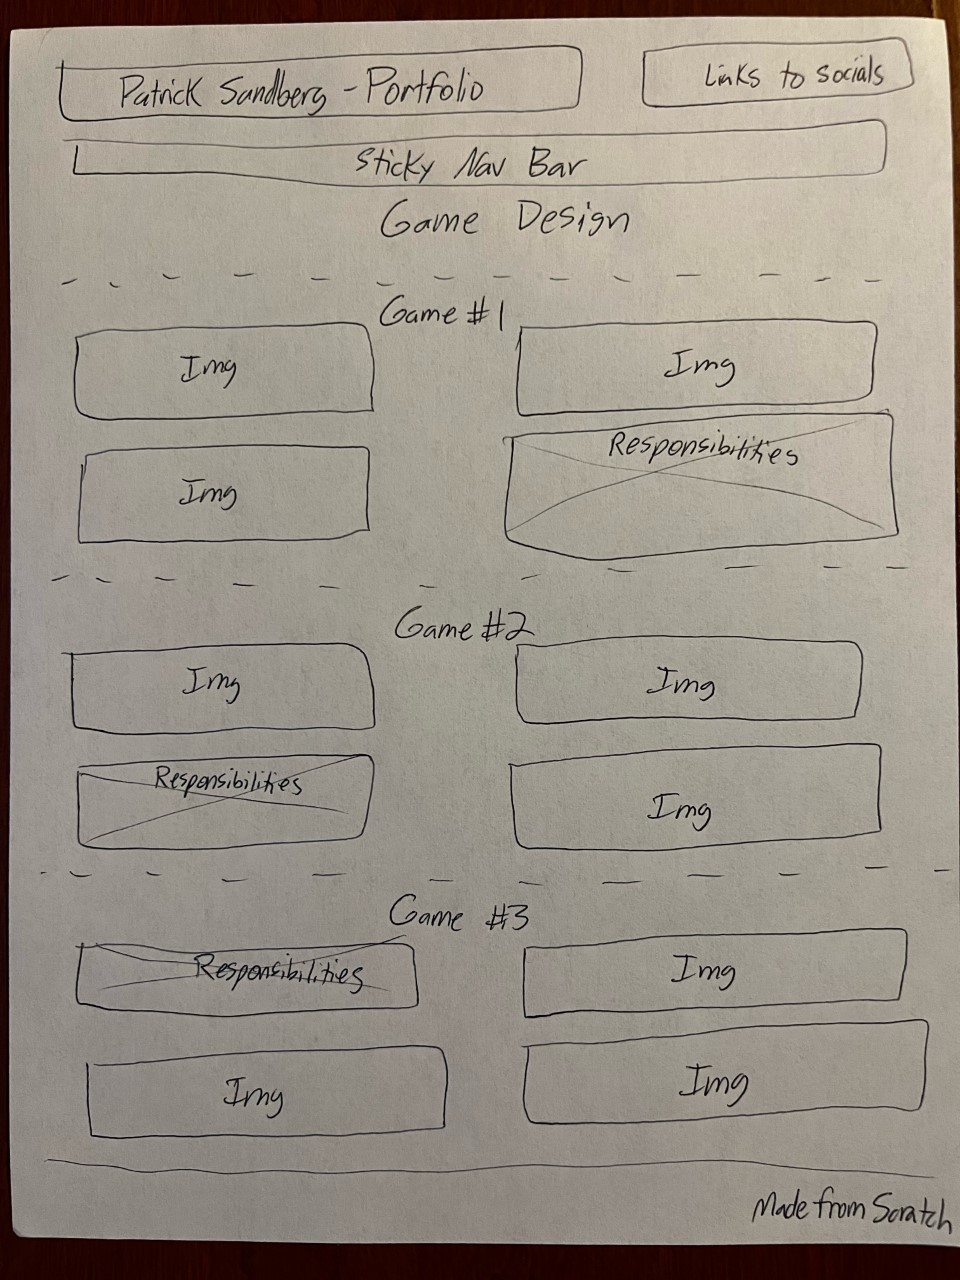 Patrick Sandberg - Portfolio
Links to socials
Sticky Nav Bar
Game Design
Game #1
Img
Img
Img
Responsibilities
Game #2
Img
Img
Responsibilities
Img
Game #3
Responsibilities
Img
Img
Img
Made from Scratch